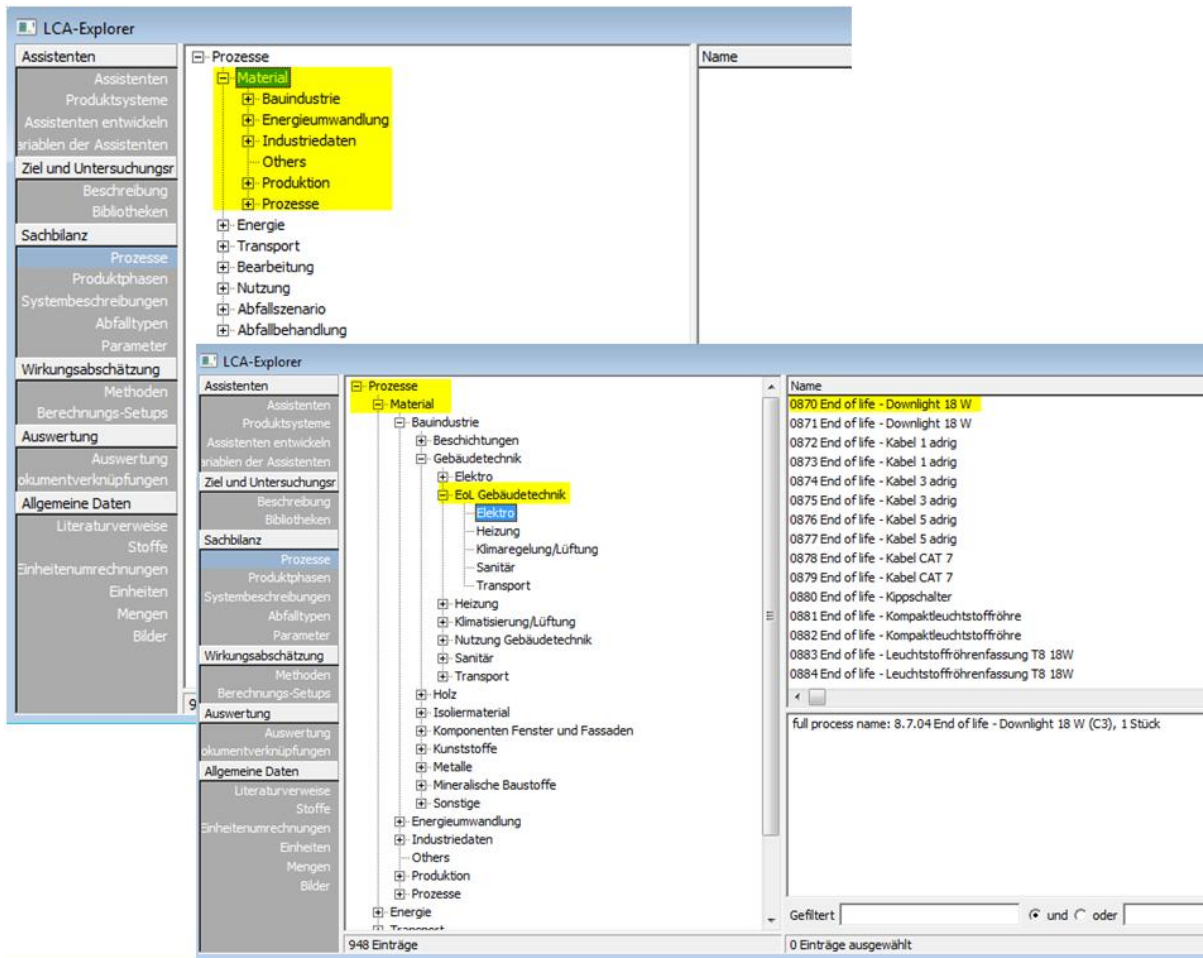 LCA-Explorer
Assistenten
Assistenten
Produktsysteme
Assistenten entwickeln
ariablen der Assistenten
Ziel und Untersuchungsr
Beschreibung
Bibliotheken
Sachbilanz
Prozesse
Produktphasen
Systembeschreibungen
Abfalltypen
Parameter
Wirkungsabschätzung
Methoden
Berechnungs-Setups
Auswertung
Auswertung
okumentverknüpfungen
Allgemeine Daten
Literaturverweise
Stoffe
Einheitenumrechnungen
Einheiten
Mengen
Bilder
Prozesse
Material
Bauindustrie
Energieumwandlung
Industriedaten
Others
Produktion
Prozesse
Energie
Transport
Bearbeitung
Nutzung
Abfallszenario
Abfallbehandlung
9
Name
LCA-Explorer
Assistenten
Assistenten
Produktsysteme
Assistenten entwickeln
ariablen der Assistenten
Ziel und Untersuchungsr
Beschreibung
Bibliotheken
Sachbilanz
Prozesse
Produktphasen
Systembeschreibungen
Abfalltypen
Parameter
Wirkungsabschätzung
Methoden
Berechnungs-Setups
Auswertung
Auswertung
okumentverknüpfungen
Allgemeine Daten
Literaturverweise
Stoffe
Einheitenumrechnungen
Einheiten
Mengen
Bilder
Prozesse
Material
Bauindustrie
Beschichtungen
Gebäudetechnik
Elektro
EoL Gebäudetechnik
Elektro
Heizung
Klimaregelung/Lüftung
Sanitär
Transport
Heizung
Klimatisierung/Lüftung
Nutzung Gebäudetechnik
Sanitär
Transport
Holz
Isoliermaterial
Komponenten Fenster und Fassaden
Kunststoffe
Metalle
Mineralische Baustoffe
Sonstige
Energieumwandlung
Industriedaten
Others
Produktion
Prozesse
Energie
Transport
948 Einträge
Name
0870 End of life - Downlight 18 W
0871 End of life - Downlight 18 W
0872 End of life - Kabel 1 adrig
0873 End of life - Kabel 1 adrig
0874 End of life - Kabel 3 adrig
0875 End of life - Kabel 3 adrig
0876 End of life - Kabel 5 adrig
0877 End of life - Kabel 5 adrig
0878 End of life - Kabel CAT 7
0879 End of life - Kabel CAT 7
0880 End of life - Kippschalter
0881 End of life - Kompaktleuchtstoffröhre
0882 End of life - Kompaktleuchtstoffröhre
0883 End of life - Leuchtstoffröhrenfassung T8 18W
0884 End of life - Leuchtstoffröhrenfassung T8 18W
full process name: 8.7.04 End of life - Downlight 18 W (C3), 1 Stück
Gefiltert und oder
0 Einträge ausgewählt